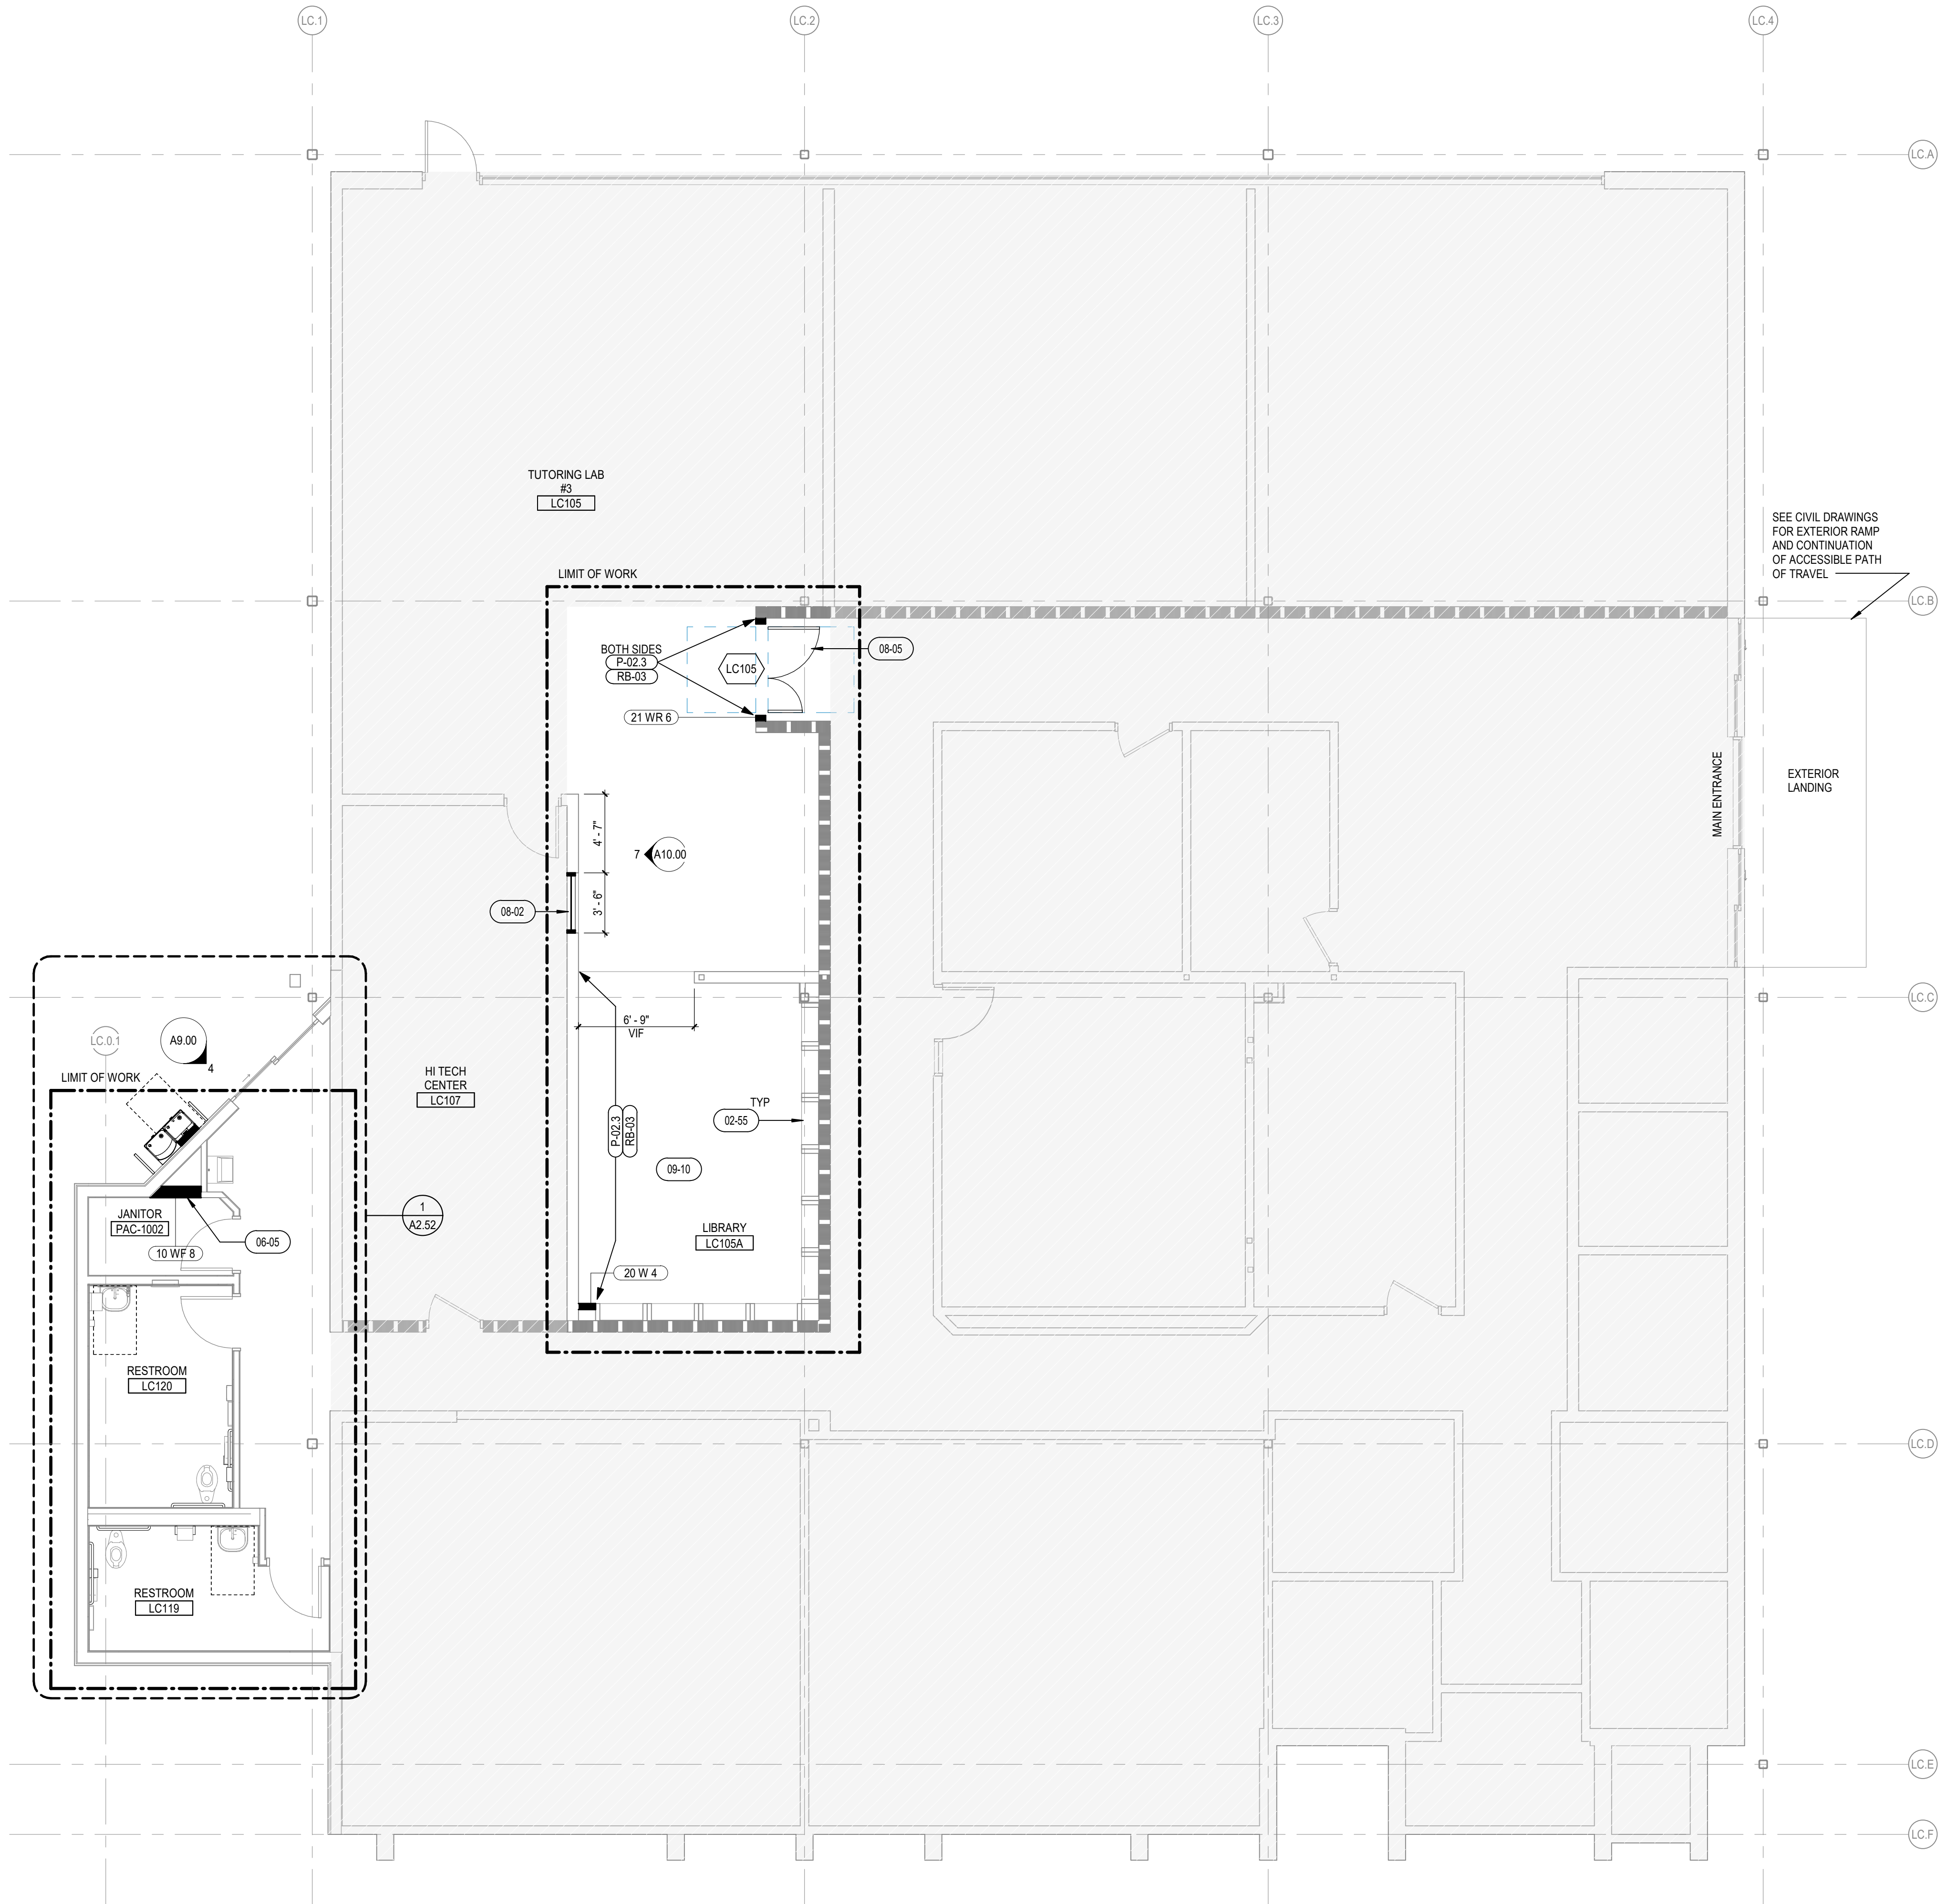 LC.1
LC.2
LC.3
LC.4
LC.A
TUTORING LAB
#3
LC105
SEE CIVIL DRAWINGS
FOR EXTERIOR RAMP
AND CONTINUATION
OF ACCESSIBLE PATH
OF TRAVEL
LIMIT OF WORK
LC.B
BOTH SIDES
P-02.3
RB-03
LC105
08-05
21 WR 6
MAIN ENTRANCE
EXTERIOR
LANDING
4' - 7"
7
A10.00
3' - 6"
08-02
LC.C
6' - 9"
VIF
LC.0.1
A9.00
4
LIMIT OF WORK
HI TECH
CENTER
LC107
P-02.3
RB-03
TYP
02-55
09-10
JANITOR
PAC-1002
10 WF 8
06-05
1
A2.52
LIBRARY
LC105A
20 W 4
RESTROOM
LC120
LC.D
RESTROOM
LC119
LC.E
LC.F